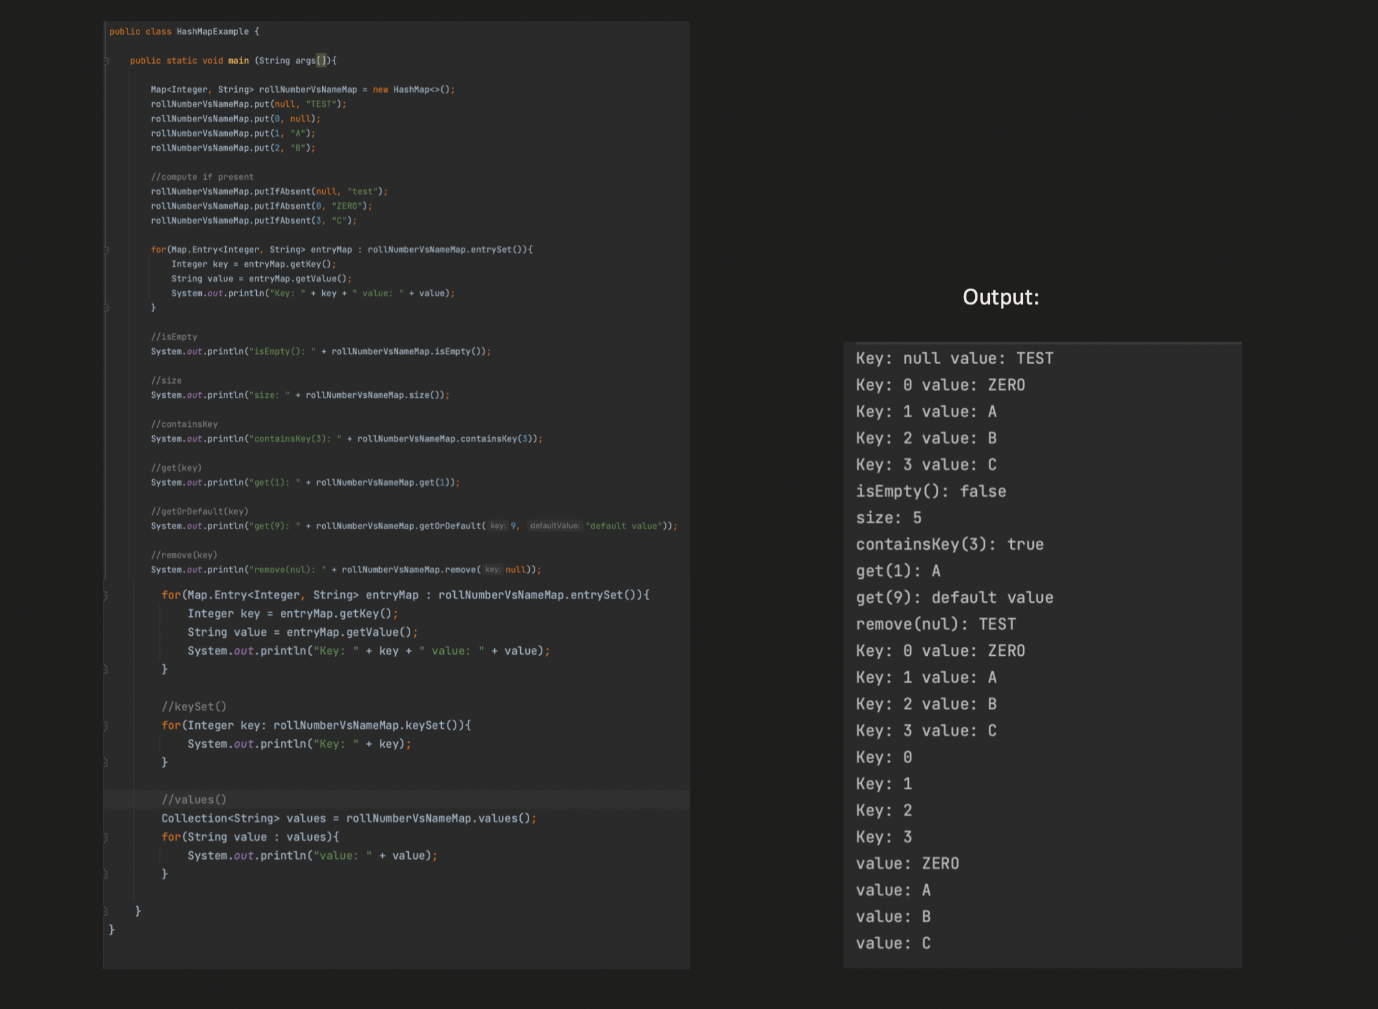 public class HashMapExample {
public static void main (String args[]){
Map<Integer, String> rollNumberVsNameMap = new HashMap<>();
rollNumberVsNameMap.put(null, "TEST");
rollNumberVsNameMap.put(0, null);
rollNumberVsNameMap.put(1, "A");
rollNumberVsNameMap.put(2, "B");
//compute if present
rollNumberVsNameMap.putIfAbsent(null, "test");
rollNumberVsNameMap.putIfAbsent(0, "ZERO");
rollNumberVsNameMap.putIfAbsent(3, "C");
for(Map.Entry<Integer, String> entryMap : rollNumberVsNameMap.entrySet()){
Integer key = entryMap.getKey();
String value = entryMap.getValue();
System.out.println("Key: " + key + " value: " + value);
}
//isEmpty
System.out.println("isEmpty(): " + rollNumberVsNameMap.isEmpty());
//size
System.out.println("size: " + rollNumberVsNameMap.size());
//containsKey
System.out.println("containsKey(3): " + rollNumberVsNameMap.containsKey(3));
//get(key)
System.out.println("get(1): " + rollNumberVsNameMap.get(1));
//getOrDefault(key)
System.out.println("get(9): " + rollNumberVsNameMap.getOrDefault( key: 9, defaultValue: "default value"));
//remove(key)
System.out.println("remove(nul): " + rollNumberVsNameMap.remove( key: null));
for(Map.Entry<Integer, String> entryMap : rollNumberVsNameMap.entrySet()){
Integer key = entryMap.getKey();
String value = entryMap.getValue();
System.out.println("Key: " + key + " value: " + value);
}
//keySet()
for(Integer key: rollNumberVsNameMap.keySet()){
System.out.println("Key: " + key);
}
//values()
Collection<String> values = rollNumberVsNameMap.values();
for(String value : values){
System.out.println("value: " + value);
}
}
}
Output:
Key: null value: TEST
Key: 0 value: ZERO
Key: 1 value: A
Key: 2 value: B
Key: 3 value: C
isEmpty(): false
size: 5
containsKey(3): true
get(1): A
get(9): default value
remove(nul): TEST
Key: 0 value: ZERO
Key: 1 value: A
Key: 2 value: B
Key: 3 value: C
Key: 0
Key: 1
Key: 2
Key: 3
value: ZERO
value: A
value: B
value: C